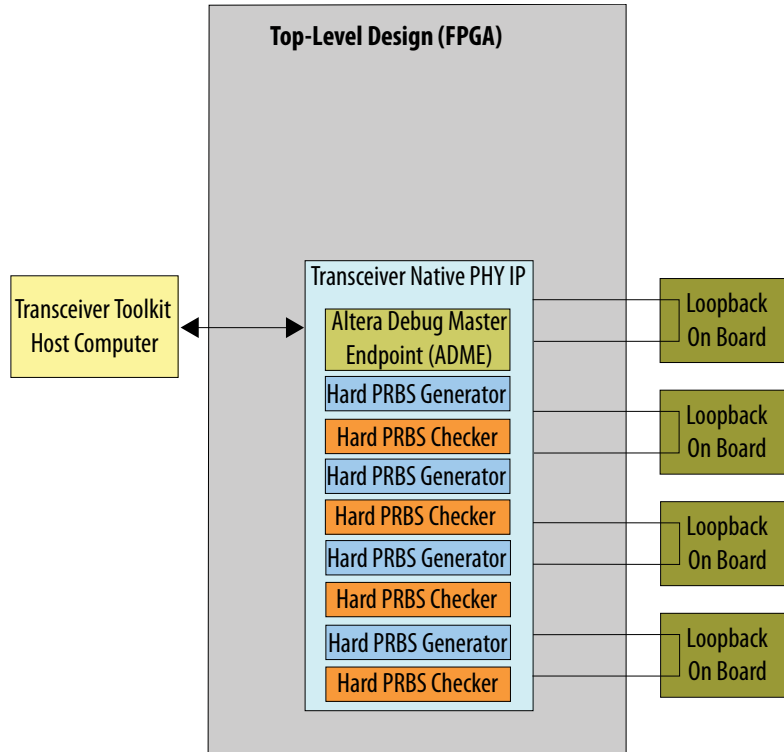 Top-Level Design (FPGA)
Transceiver Toolkit
Host Computer
Transceiver Native PHY IP
Altera Debug Master
Endpoint (ADME)
Hard PRBS Generator
Hard PRBS Checker
Hard PRBS Generator
Hard PRBS Checker
Hard PRBS Generator
Hard PRBS Checker
Hard PRBS Generator
Hard PRBS Checker
Loopback
On Board
Loopback
On Board
Loopback
On Board
Loopback
On Board